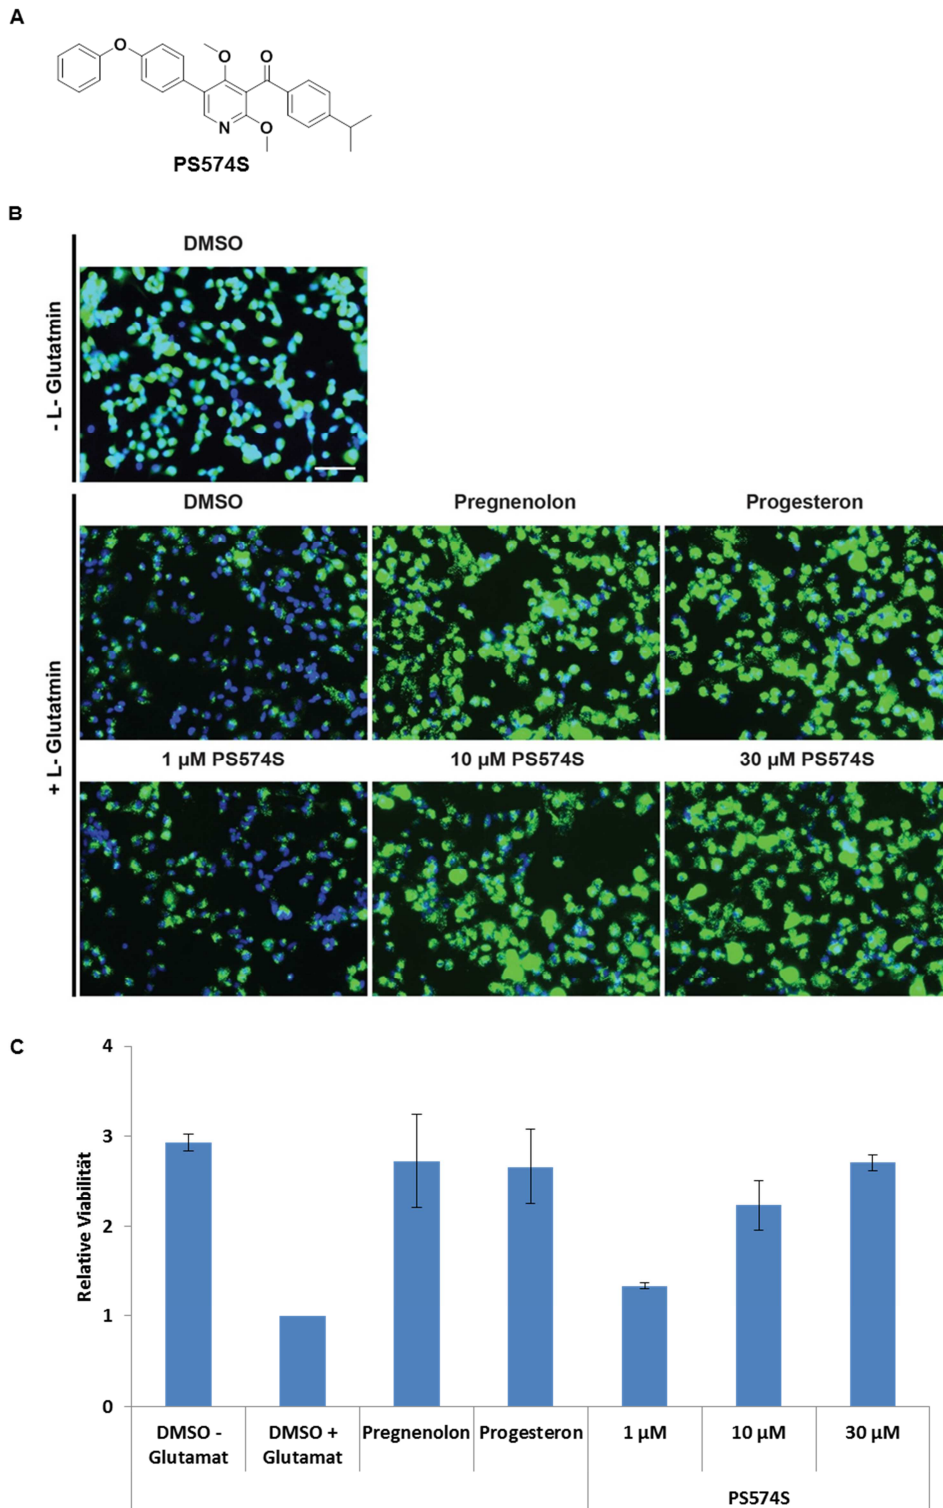 A
O
O
O
N
O
PS574S
B
DMSO
- L- Glutatmin
DMSO
Pregnenolon
Progesteron
+ L- Glutatmin
1 µM PS574S
10 µM PS574S
30 µM PS574S
C
Relative Viabilität
4
3
2
1
0
DMSO -
Glutamat
DMSO +
Glutamat
Pregnenolon
Progesteron
1 µM
10 µM
30 µM
PS574S